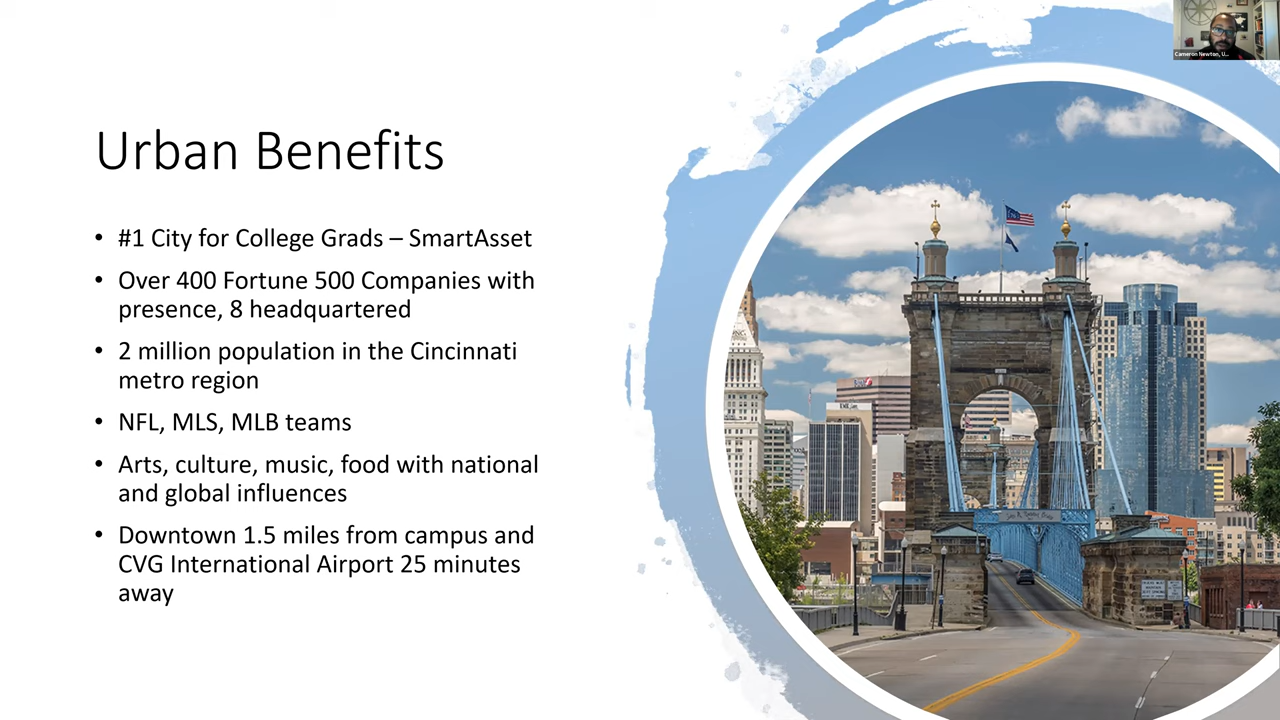 Cameron Newton, U...
Urban Benefits
• #1 City for College Grads – SmartAsset
• Over 400 Fortune 500 Companies with
presence, 8 headquartered
• 2 million population in the Cincinnati
metro region
• NFL, MLS, MLB teams
• Arts, culture, music, food with national
and global influences
• Downtown 1.5 miles from campus and
CVG International Airport 25 minutes
away